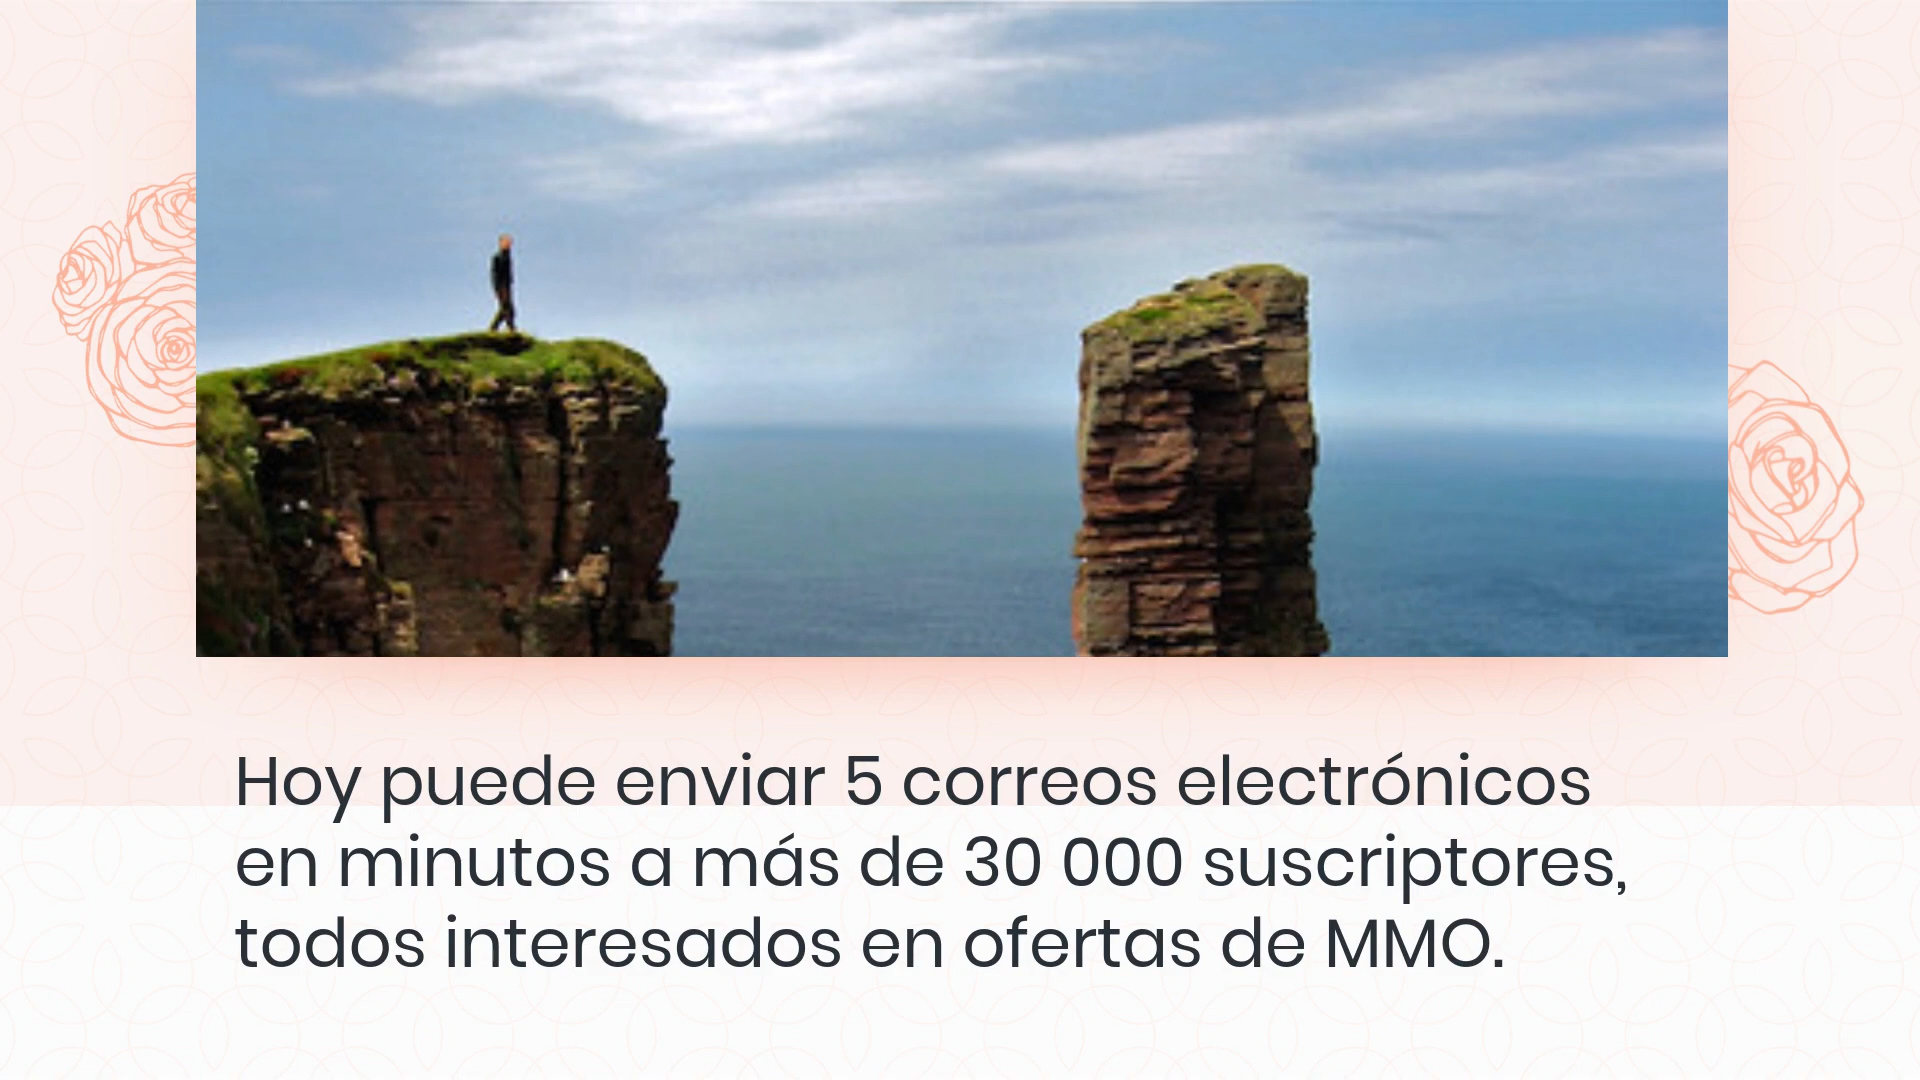 Hoy puede enviar 5 correos electrónicos
en minutos a más de 30 000 suscriptores,
todos interesados en ofertas de MMO.